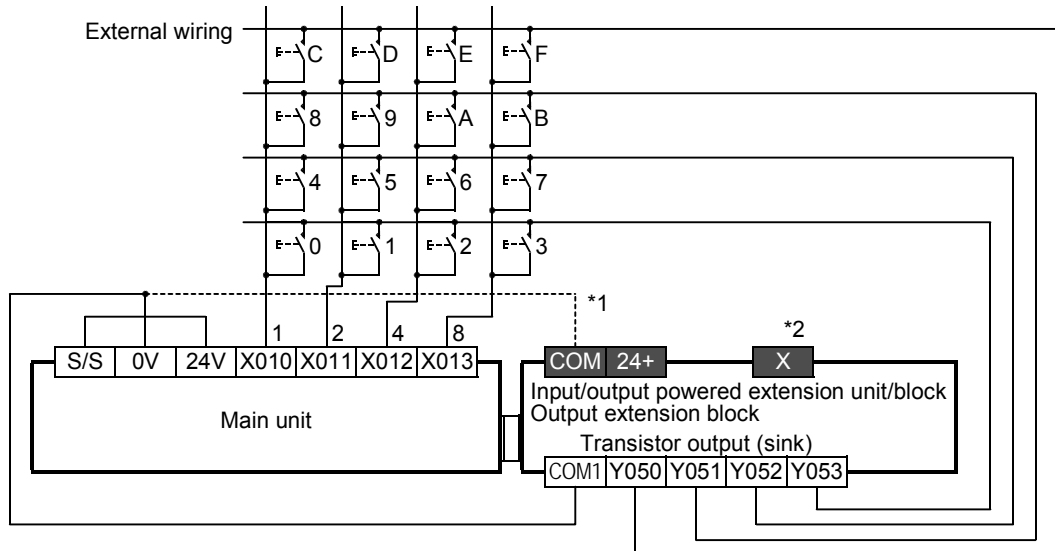 External wiring
C D E F
8 9 A B
4 5 6 7
0 1 2 3
*1
1 2 4 8 *2
S/S 0V 24V X010 X011 X012 X013 COM 24+ X
Input/output powered extension unit/block
Main unit Output extension block
Transistor output (sink)
COM1 Y050 Y051 Y052 Y053